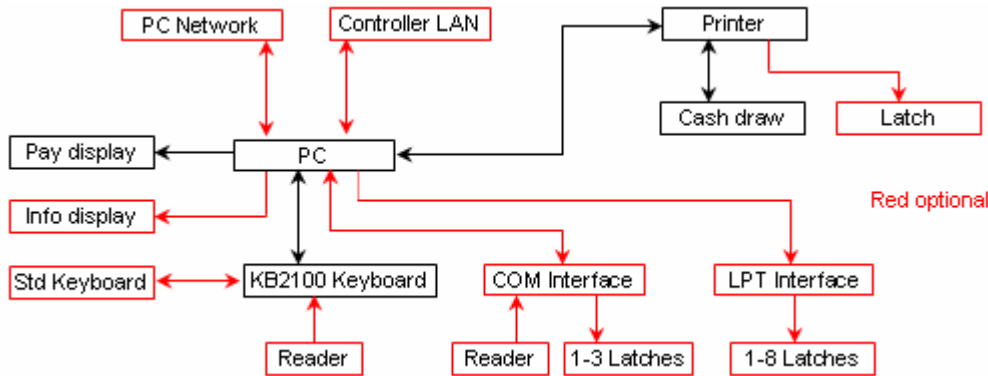 PC Network
Controller LAN
Printer
Cash draw
Latch
Pay display
PC
Info display
Red optional
Std Keyboard
KB2100 Keyboard
COM Interface
LPT Interface
Reader
Reader
1-3 Latches
1-8 Latches